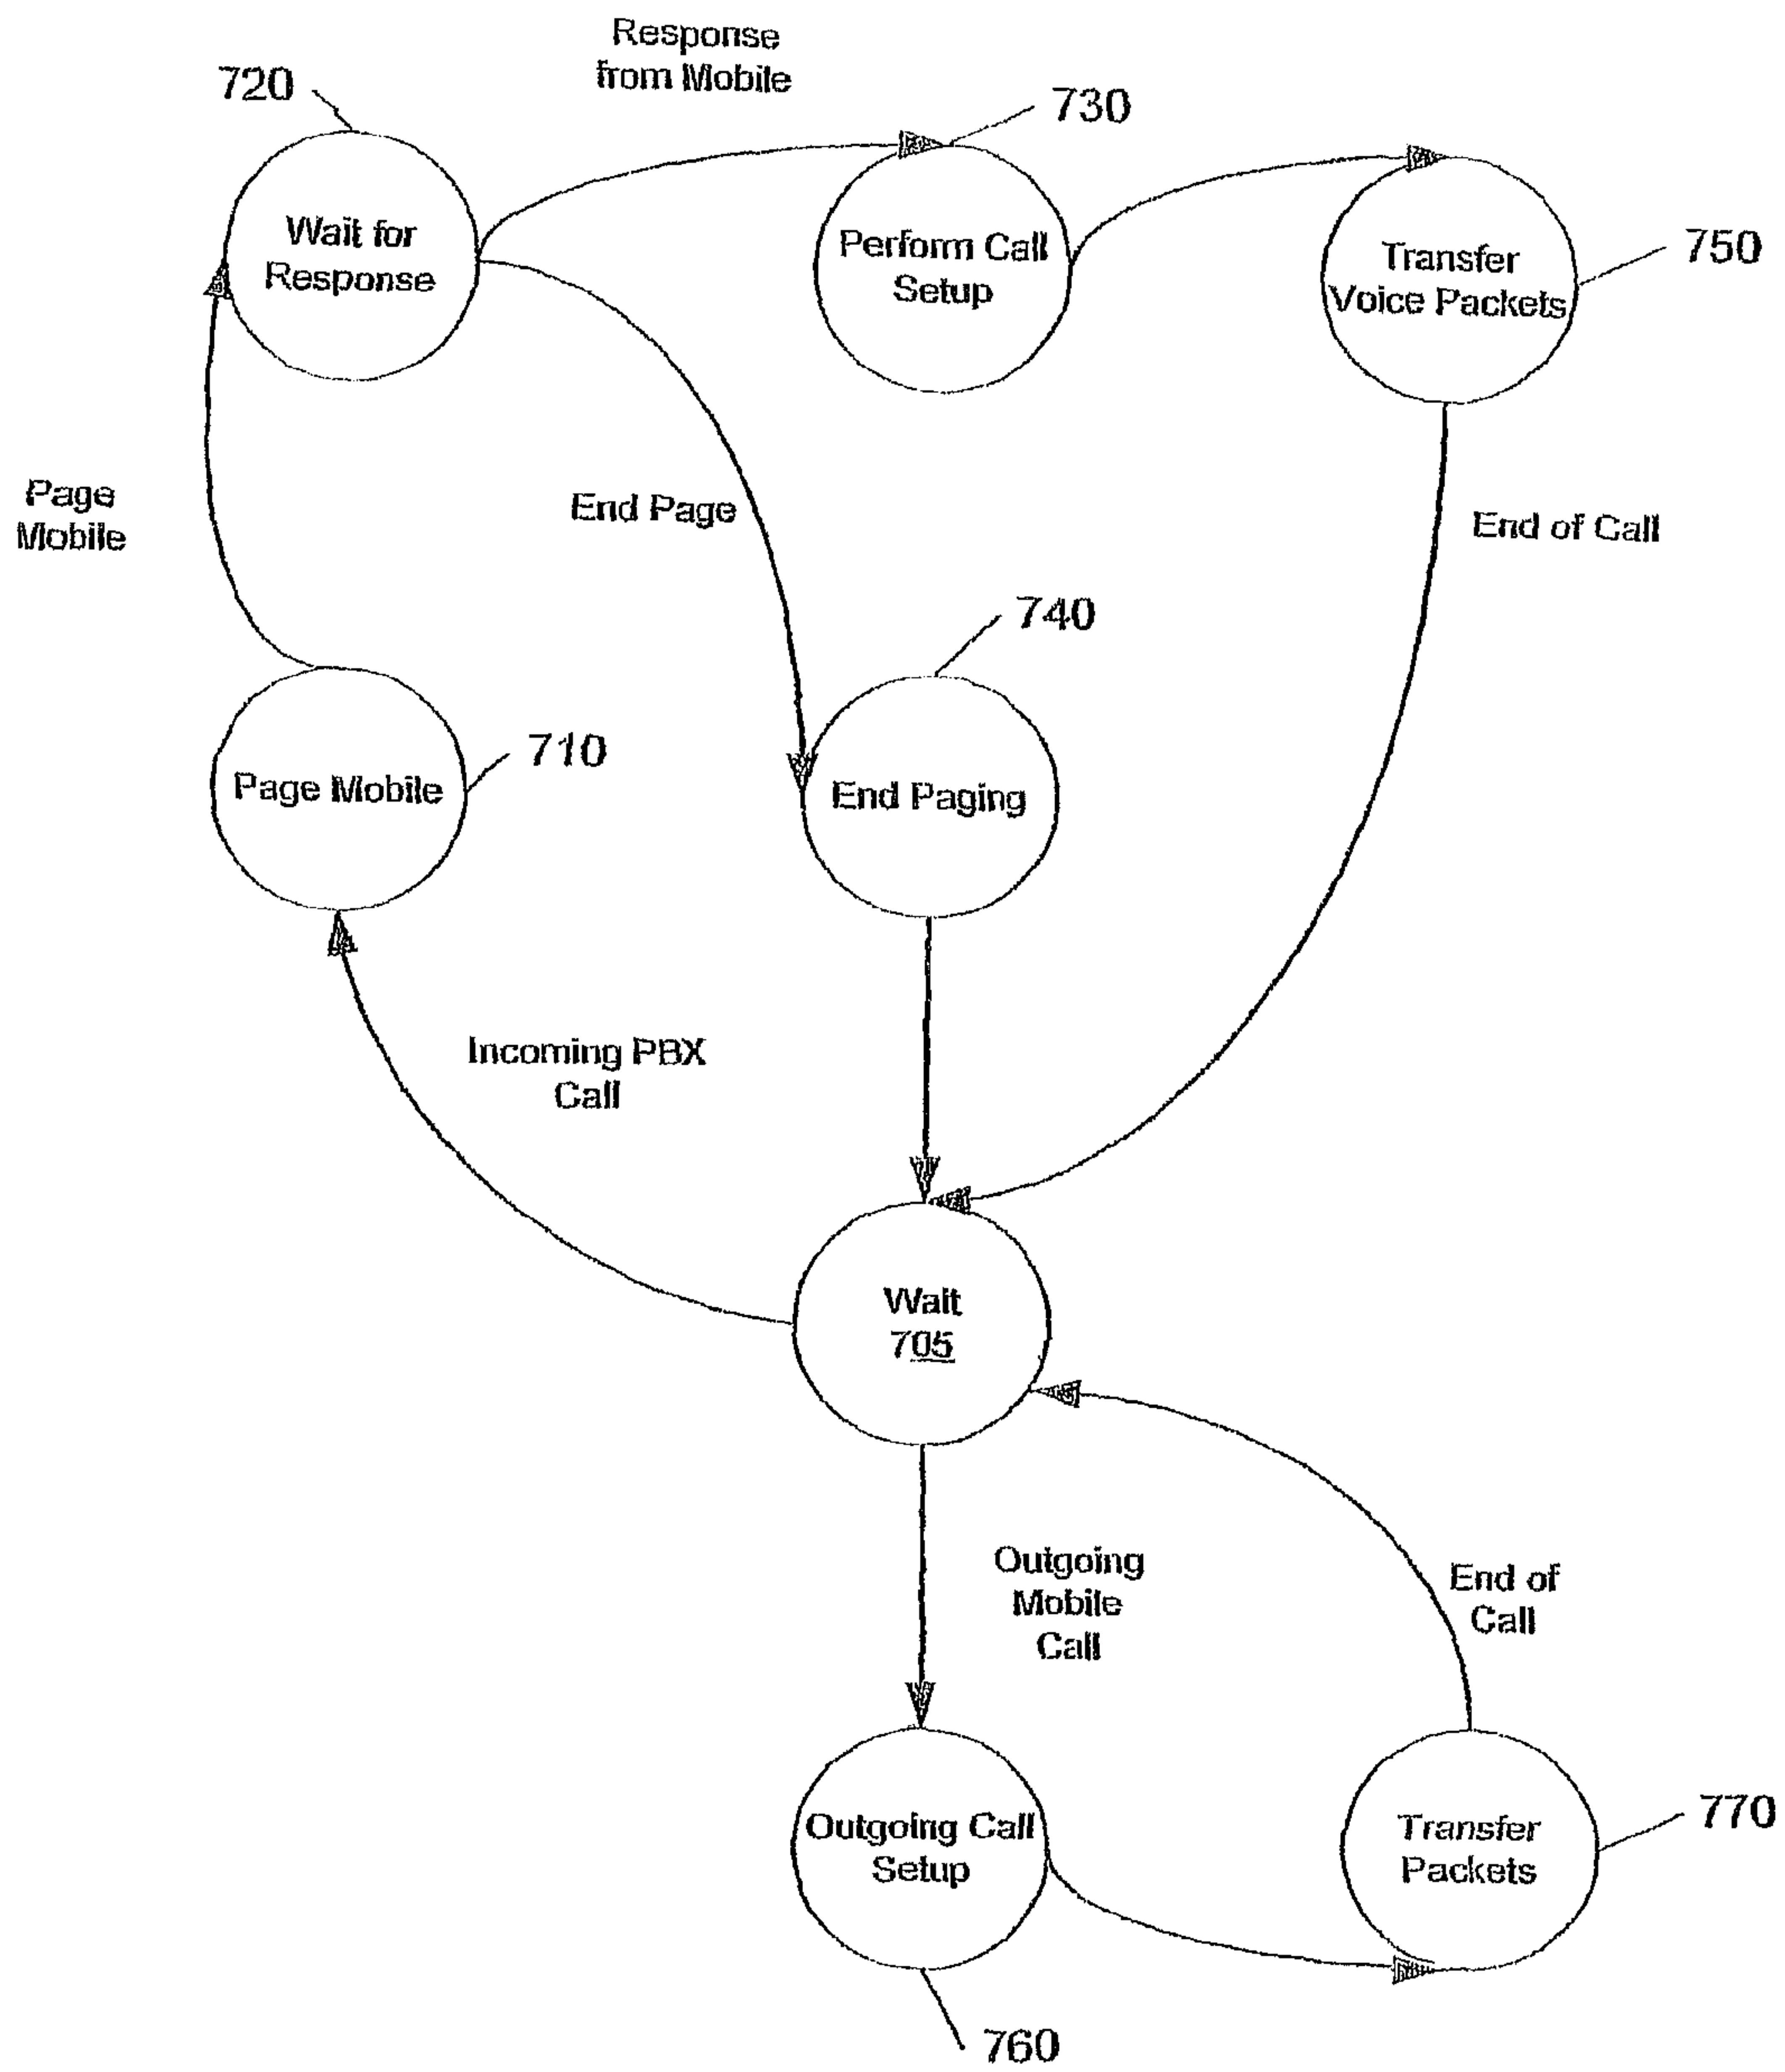 Response
from Mobile
720
730
Wait for
Response
Perform Call
Setup
Transfer
Voice Packets
750
Page
Mobile
End Page
End of Call
740
710
Page Mobile
End Paging
Incoming PBX
Call
Wait
705
Outgoing
Mobile
Call
End of
Call
Outgoing Call
Setup
Transfer
Packets
770
760